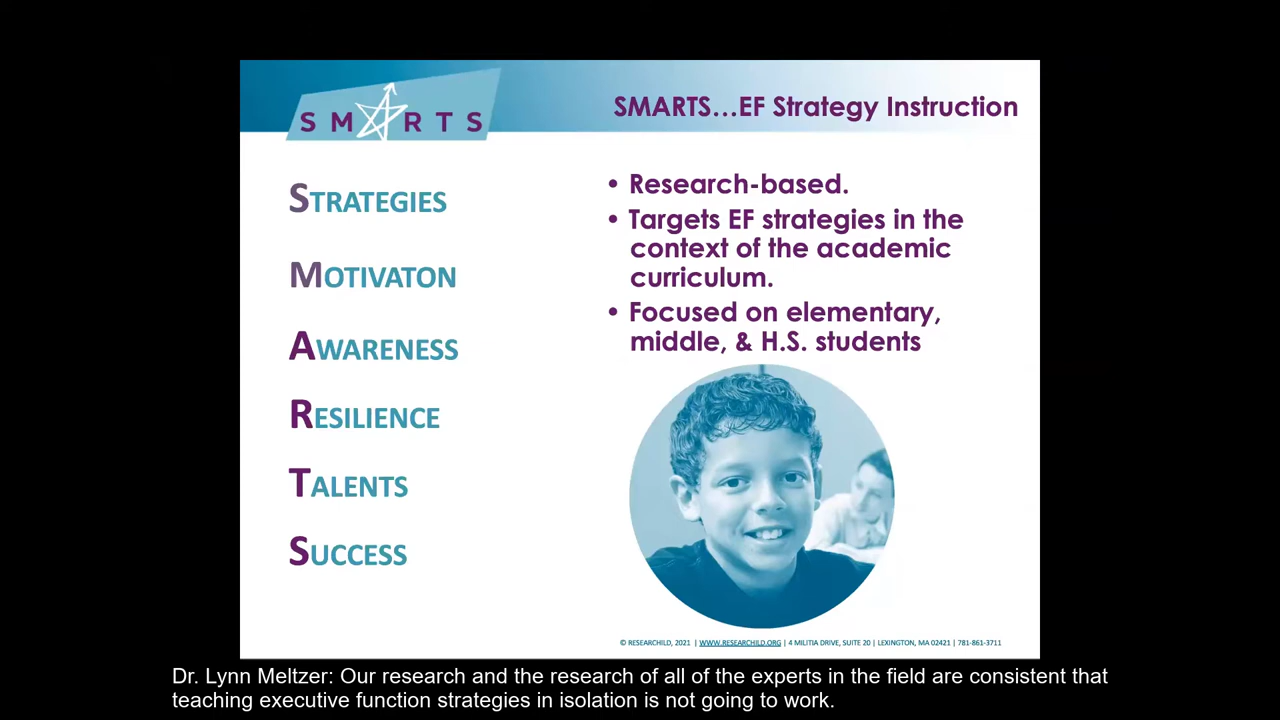 SMARTS
SMARTS...EF Strategy Instruction
STRATEGIES
MOTIVATON
AWARENESS
RESILIENCE
TALENTS
SUCCESS
• Research-based.
• Targets EF strategies in the
context of the academic
curriculum.
• Focused on elementary,
middle, & H.S. students
© RESEARCHILD, 2021 | WWW.RESEARCHILD.ORG | 4 MILITIA DRIVE, SUITE 20 | LEXINGTON, MA 02421 | 781-861-3711
Dr. Lynn Meltzer: Our research and the research of all of the experts in the field are consistent that
teaching executive function strategies in isolation is not going to work.